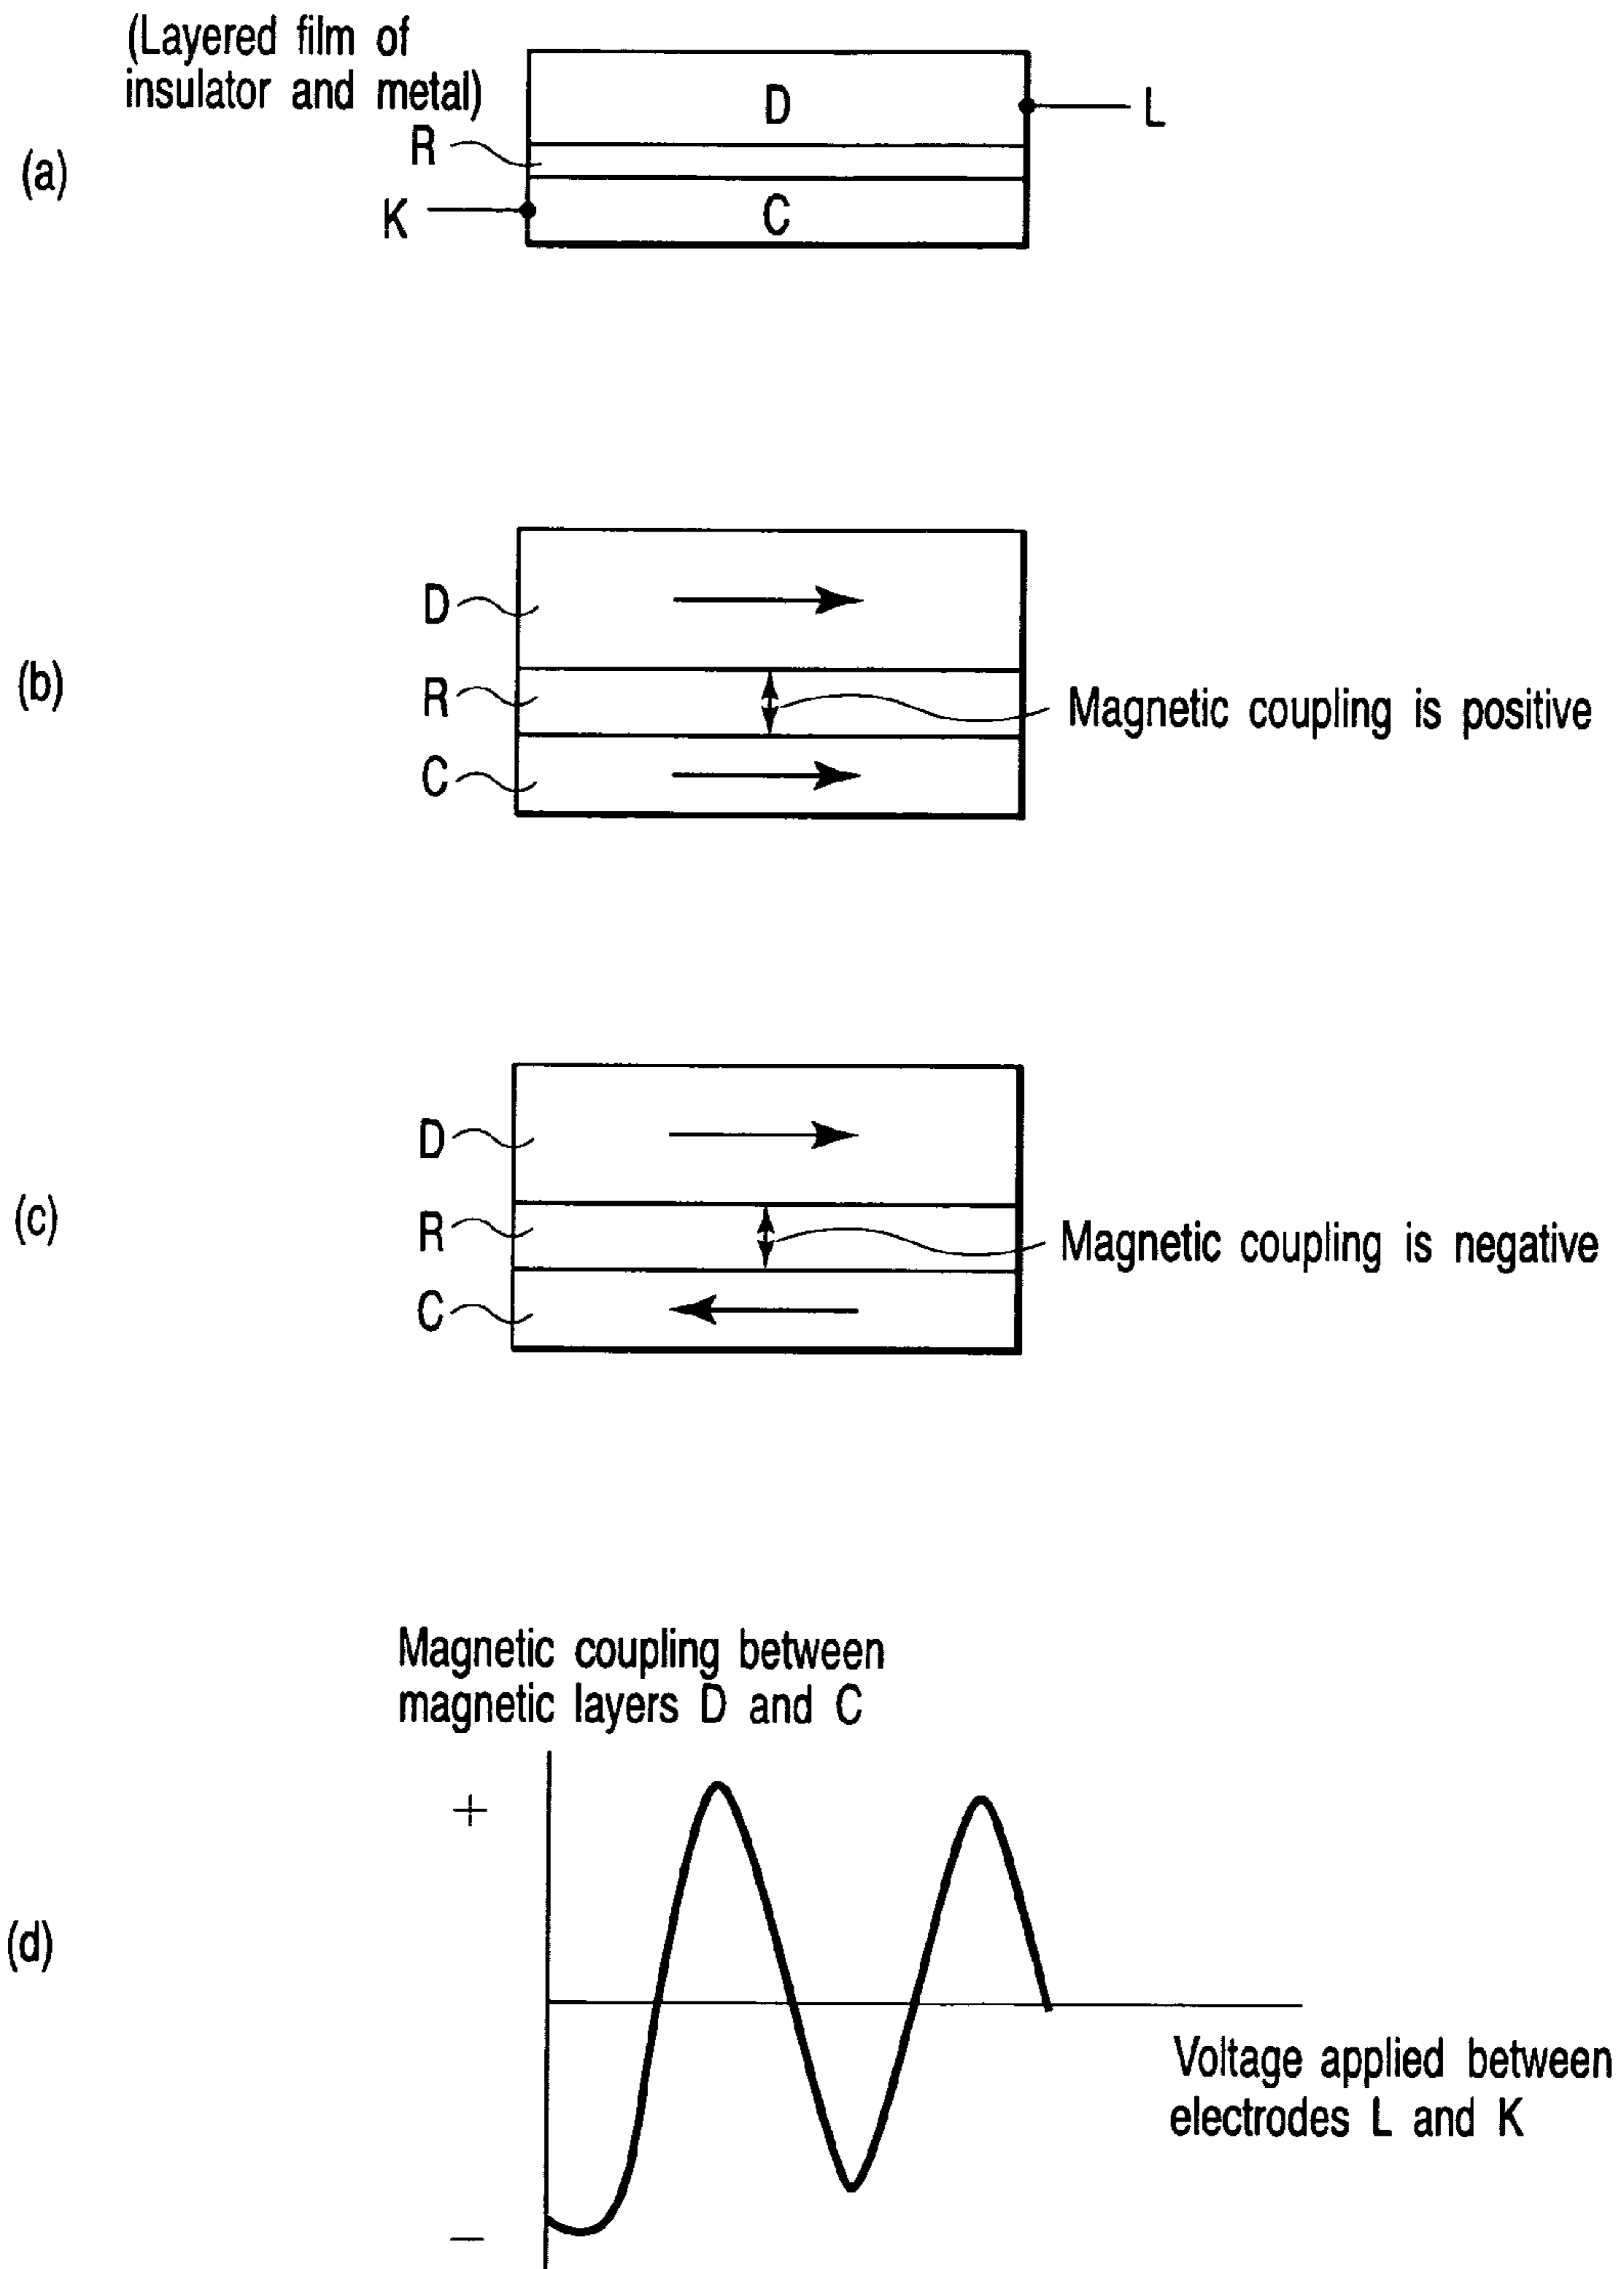 (Layered film of
insulator and metal)
D
L
R
(a)
K
C
D
(b)
R
Magnetic coupling is positive
C
D
(c)
R
Magnetic coupling is negative
C
Magnetic coupling between
magnetic layers D and C
+
(d)
Voltage applied between
electrodes L and K
−